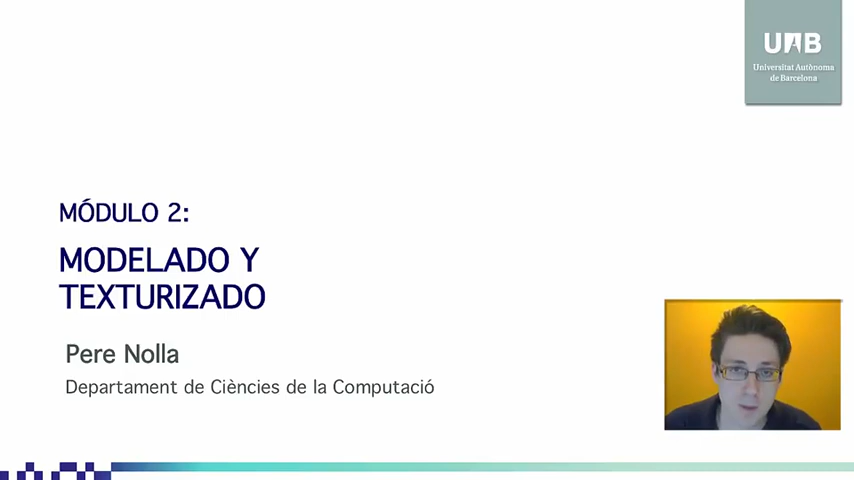 UAB
Universitat Autònoma
de Barcelona
MÓDULO 2:
MODELADO Y
TEXTURIZADO
Pere Nolla
Departament de Ciències de la Computació